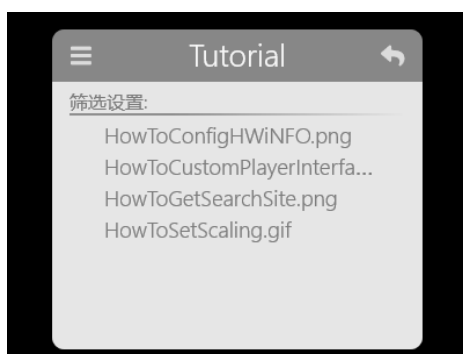 Tutorial
筛选设置:
HowToConfigHWiNFO.png
HowToCustomPlayerInterfa...
HowToGetSearchSite.png
HowToSetScaling.gif